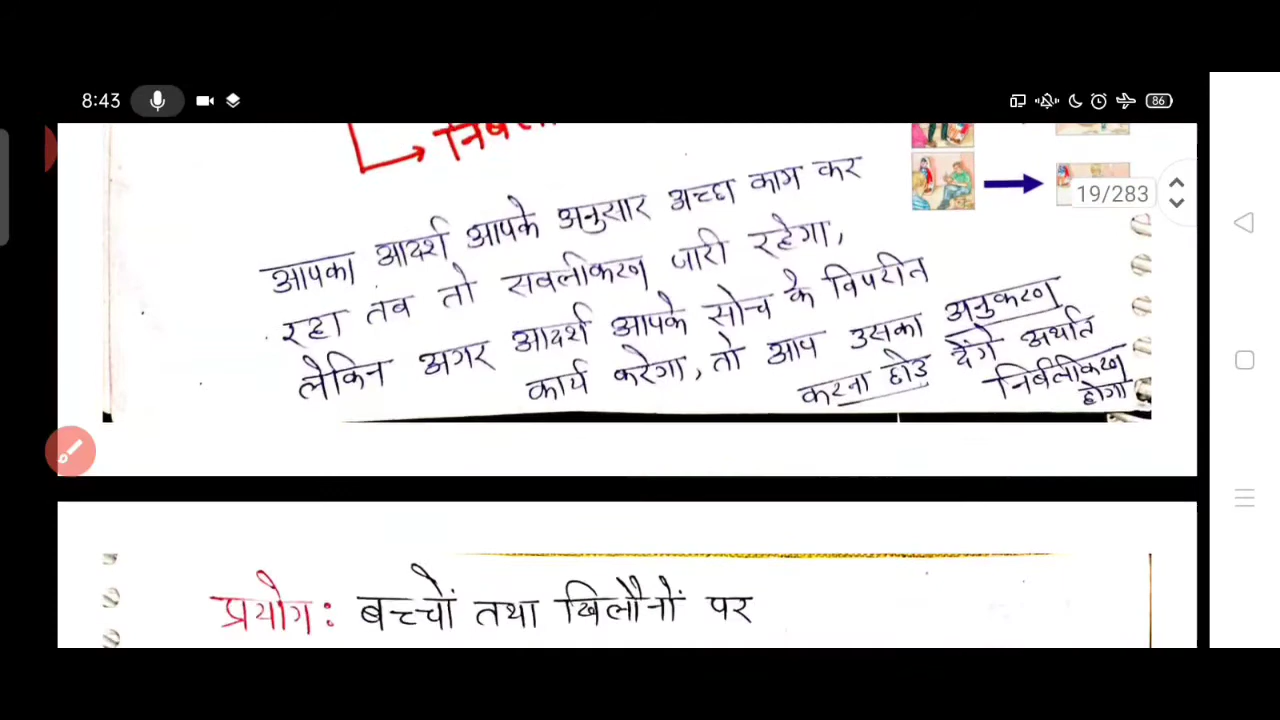 8:43
86
19/283
आपका आदर्श आपके अनुसार अच्छा काम कर
रहा तब तो सबलीकरण जारी रहेगा,
लेकिन अगर आदर्श आपके सोच के विपरीत
कार्य करेगा, तो आप उसका अनुकरण
करना छोड़ देंगे अर्थात
निर्बलीकरण
होगा
प्रयोग: बच्चों तथा खिलौनों पर